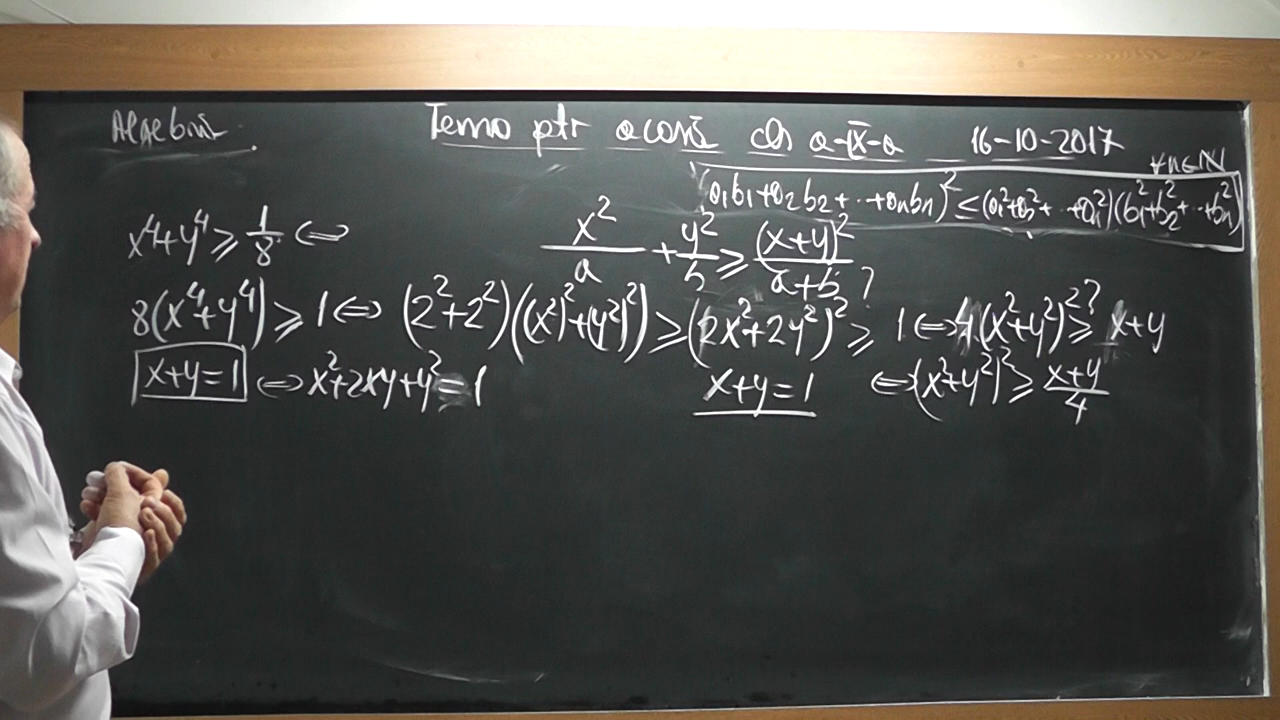 Algebră. Temă ptr acasă cls a-IX-a 16-10-2017
∀n∈N
(a₁b₁+a₂b₂+...+aₙbₙ)² ≤ (a₁²+a₂²+...+aₙ²)(b₁²+b₂²+...+bₙ²)
x⁴+y⁴ ≥ 1/8 ⇔ x²/a + y²/b ≥ (x+y)²/(a+b) ?
8(x⁴+y⁴) ≥ 1 ⇔ (2²+2²)((x²)²+(y²)²) ≥ (2x²+2y²)² ≥ 1 ⇔ 4(x²+y²)² ≥? x+y
x+y=1 ⇔ x²+2xy+y²=1 x+y=1 ⇔ (x²+y²)² ≥ (x+y)/4